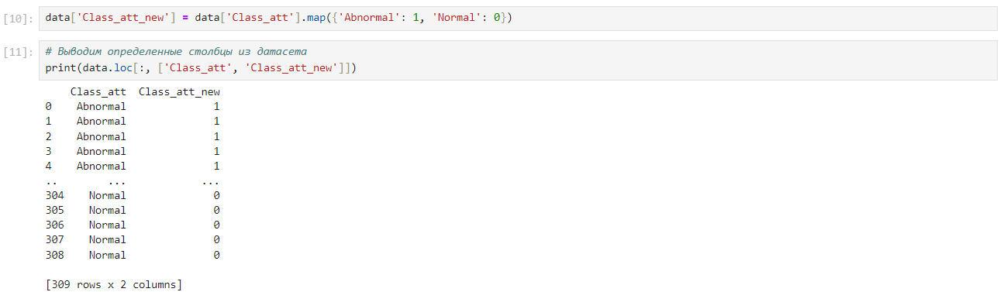 [10]: data['Class_att_new'] = data['Class_att'].map({'Abnormal': 1, 'Normal': 0})
[11]: # Выводим определенные столбцы из датасета
print(data.loc[:, ['Class_att', 'Class_att_new']])
Class_att Class_att_new
0 Abnormal 1
1 Abnormal 1
2 Abnormal 1
3 Abnormal 1
4 Abnormal 1
.. ... ...
304 Normal 0
305 Normal 0
306 Normal 0
307 Normal 0
308 Normal 0
[309 rows x 2 columns]